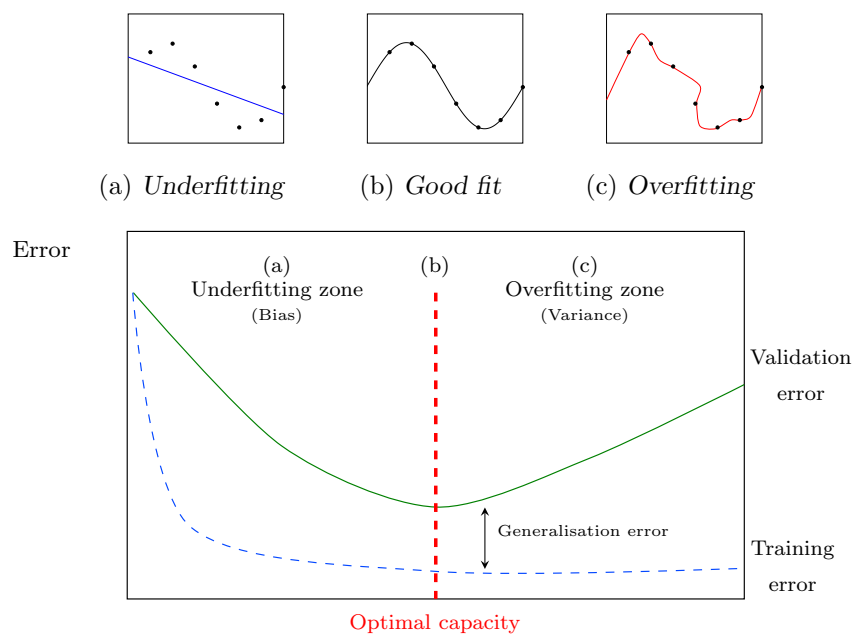 (a) Underfitting
(b) Good fit
(c) Overfitting
Error
(a)
Underfitting zone
(Bias)
(b)
(c)
Overfitting zone
(Variance)
Validation
error
Generalisation error
Training
error
Optimal capacity